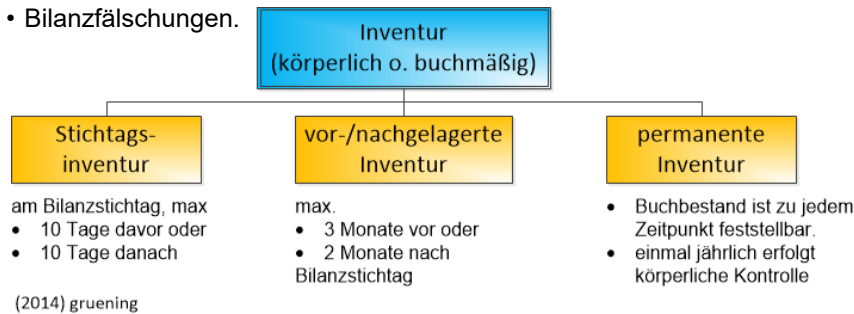 • Bilanzfälschungen.
Inventur
(körperlich o. buchmäßig)
Stichtags-
inventur
am Bilanzstichtag, max
• 10 Tage davor oder
• 10 Tage danach
vor-/nachgelagerte
Inventur
max.
• 3 Monate vor oder
• 2 Monate nach
Bilanzstichtag
permanente
Inventur
• Buchbestand ist zu jedem
Zeitpunkt feststellbar.
• einmal jährlich erfolgt
körperliche Kontrolle
(2014) gruening